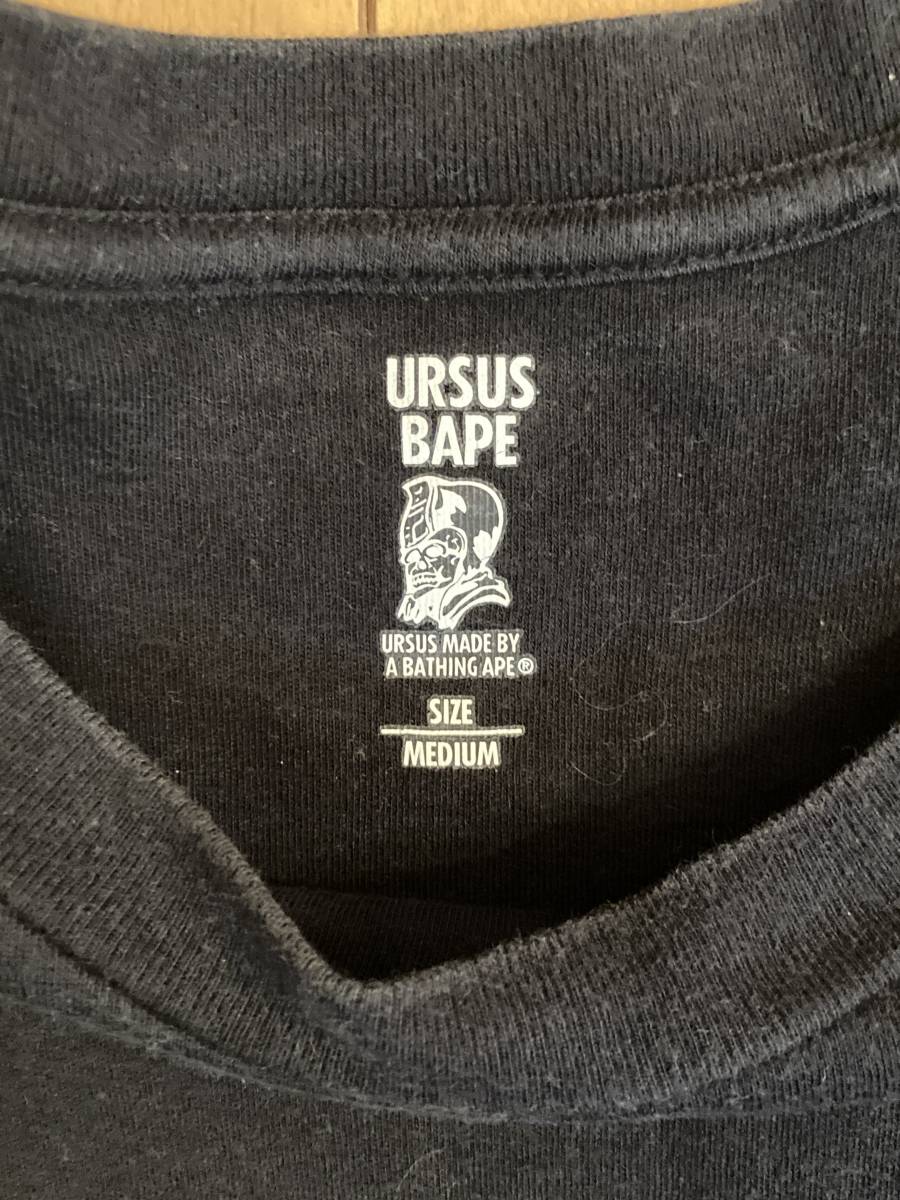 URSUS
BAPE
URSUS MADE BY
A BATHING APE®
SIZE
MEDIUM